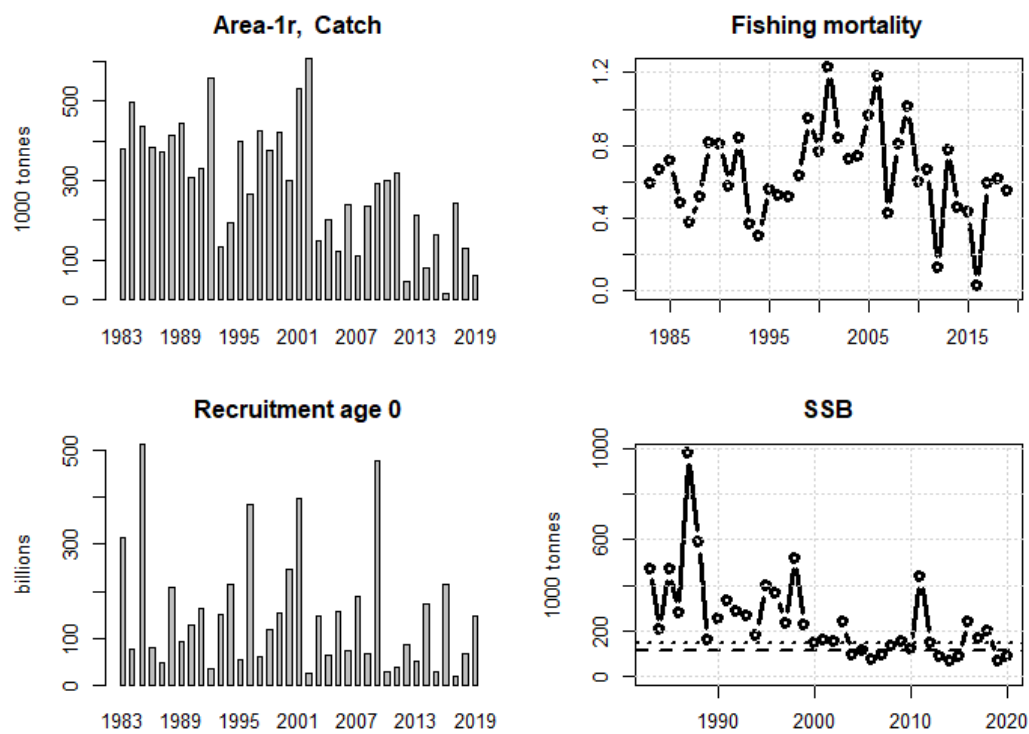 Area-1r, Catch
1000 tonnes
0 100 300 500
1983 1989 1995 2001 2007 2013 2019
Fishing mortality
0.0 0.4 0.8 1.2
1985 1995 2005 2015
Recruitment age 0
billions
0 100 300 500
1983 1989 1995 2001 2007 2013 2019
SSB
1000 tonnes
0 200 600 1000
1990 2000 2010 2020